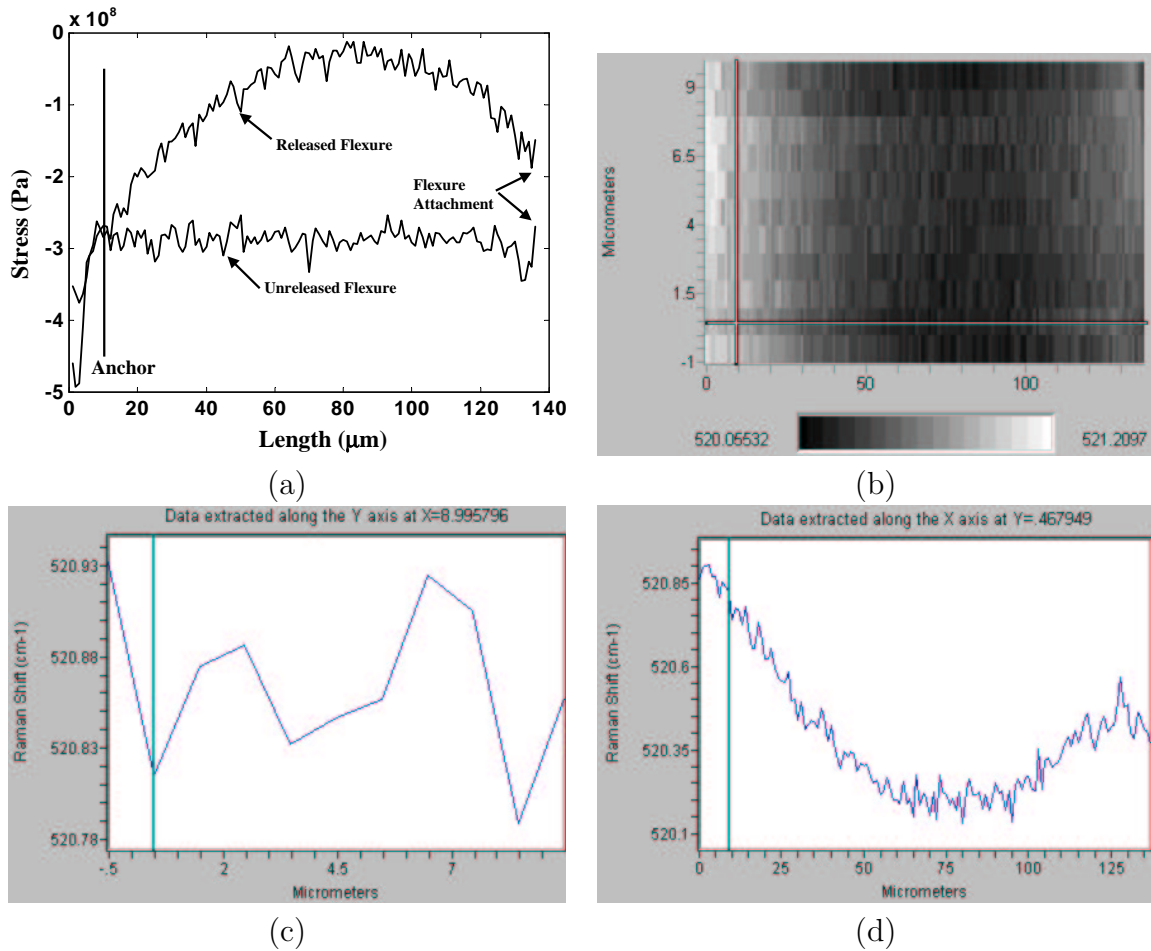 x 10⁸
0
-1
-2
-3
-4
-5
Stress (Pa)
Released Flexure
Flexure
Attachment
Unreleased Flexure
Anchor
0 20 40 60 80 100 120 140
Length (μm)
(a)
Micrometers
9
6.5
4
1.5
-1
0 50 100
520.05532 521.2097
(b)
Data extracted along the Y axis at X=8.995796
Raman Shift (cm-1)
520.93
520.88
520.83
520.78
-.5 2 4.5 7
Micrometers
(c)
Data extracted along the X axis at Y=.467949
Raman Shift (cm-1)
520.85
520.6
520.35
520.1
0 25 50 75 100 125
Micrometers
(d)